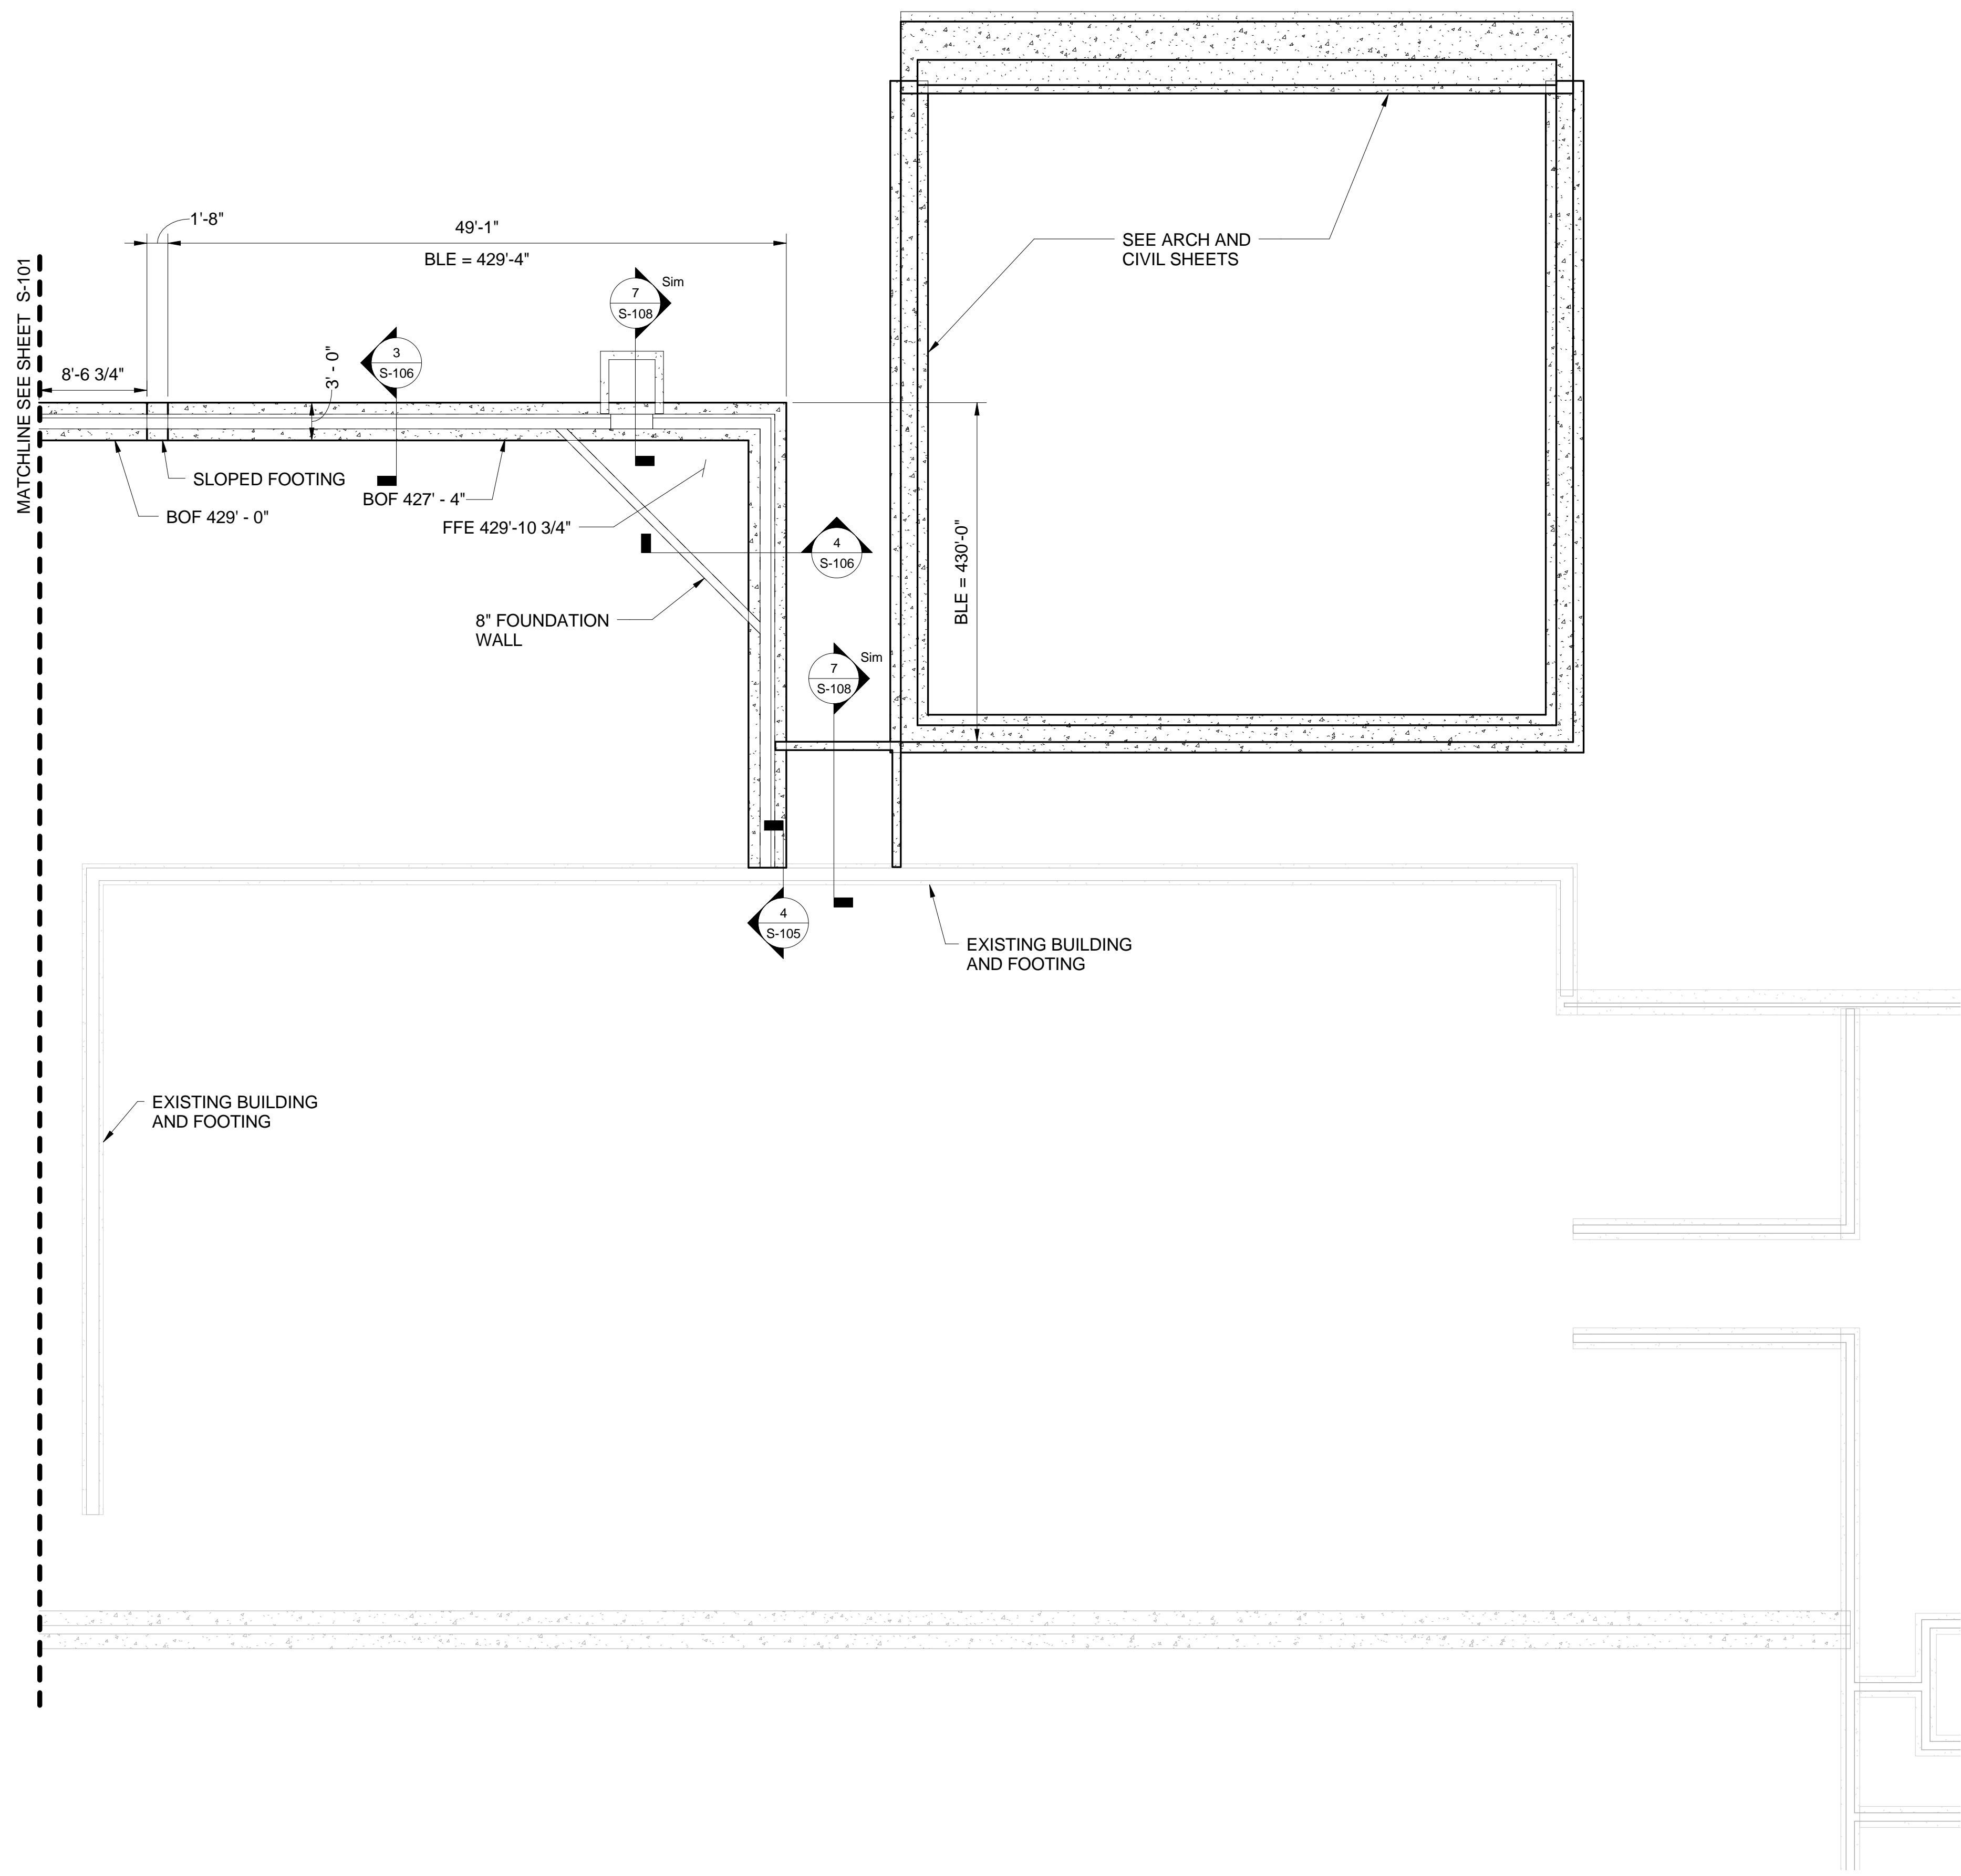 1'-8"
49'-1"
BLE = 429'-4"
SEE ARCH AND
CIVIL SHEETS
MATCHLINE SEE SHEET  S-101
7
S-108
Sim
3
S-106
3' - 0"
8'-6 3/4"
SLOPED FOOTING
BOF 427' - 4"
BOF 429' - 0"
FFE 429'-10 3/4"
4
S-106
BLE = 430'-0"
8" FOUNDATION
WALL
7
S-108
Sim
4
S-105
EXISTING BUILDING
AND FOOTING
EXISTING BUILDING
AND FOOTING